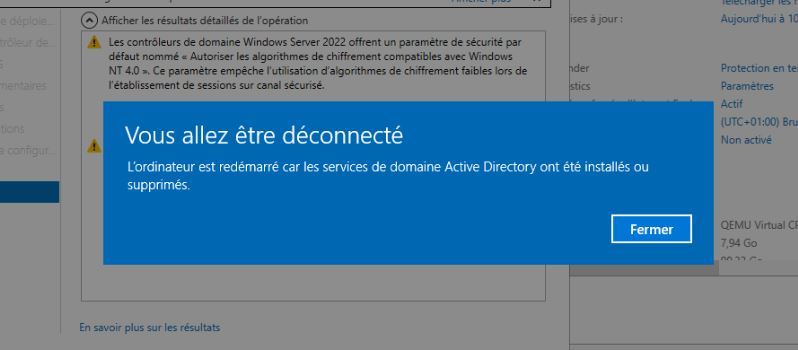 Afficher plus
Afficher les résultats détaillés de l'opération
Les contrôleurs de domaine Windows Server 2022 offrent un paramètre de sécurité par
défaut nommé « Autoriser les algorithmes de chiffrement compatibles avec Windows
NT 4.0 ». Ce paramètre empêche l'utilisation d'algorithmes de chiffrement faibles lors de
l'établissement de sessions sur canal sécurisé.
Vous allez être déconnecté
L'ordinateur est redémarré car les services de domaine Active Directory ont été installés ou
supprimés.
Fermer
En savoir plus sur les résultats
e déploie...
ntrôleur de...
S
mentaires
s
tions
a configur...
Télécharger les
ises à jour :
Aujourd'hui à 10
nder
Protection en te
stics
Paramètres
Actif
(UTC+01:00) Bru
Non activé
QEMU Virtual CP
7,94 Go